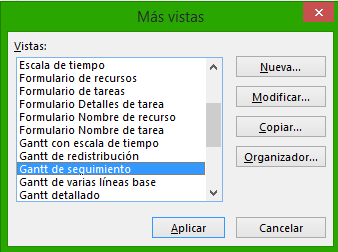 Más vistas
Vistas:
Escala de tiempo
Formulario de recursos
Formulario de tareas
Formulario Detalles de tarea
Formulario Nombre de recurso
Formulario Nombre de tarea
Gantt con escala de tiempo
Gantt de redistribución
Gantt de seguimiento
Gantt de varias líneas base
Gantt detallado
Nueva...
Modificar...
Copiar...
Organizador...
Aplicar
Cancelar